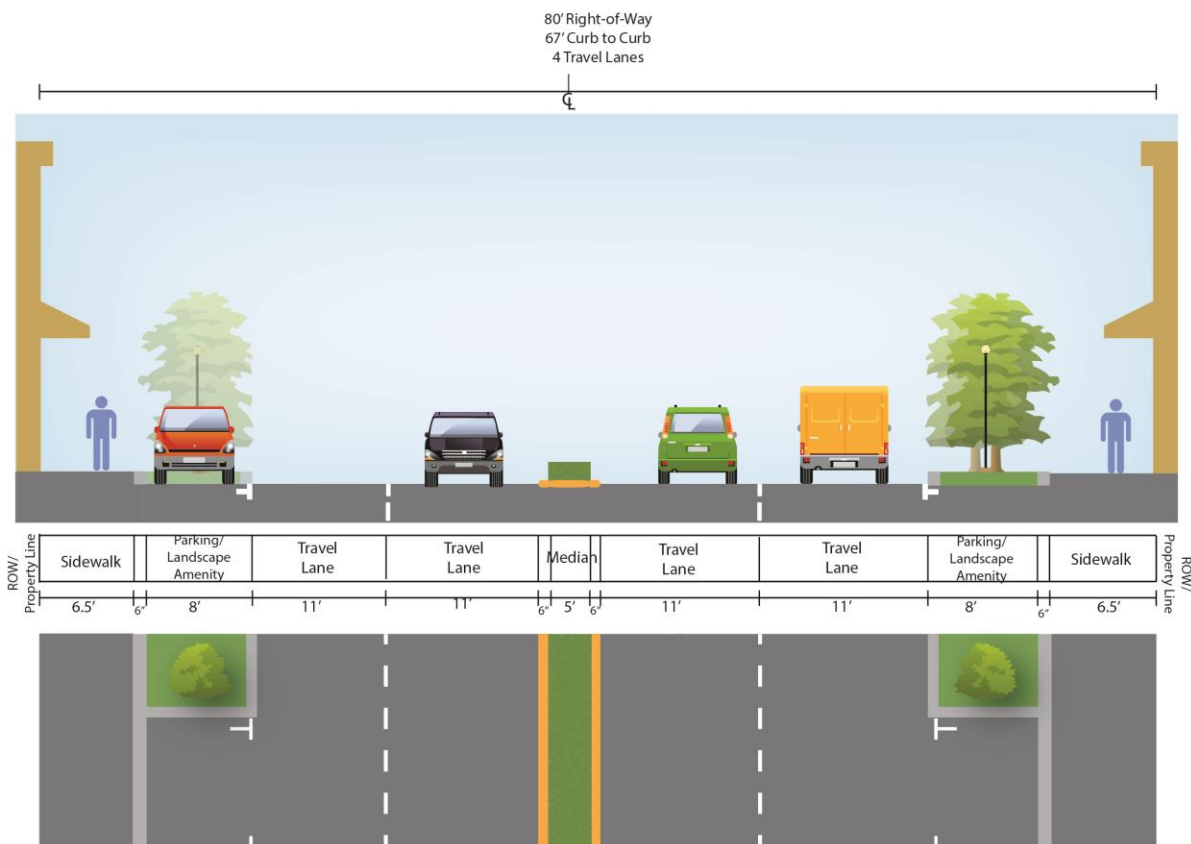 80’ Right-of-Way
67’ Curb to Curb
4 Travel Lanes
℄
ROW/
Property Line
Sidewalk
Parking/
Landscape
Amenity
Travel
Lane
Travel
Lane
Median
Travel
Lane
Travel
Lane
Parking/
Landscape
Amenity
Sidewalk
ROW/
Property Line
6.5’
6”
8’
11’
11’
6”
5’
6”
11’
11’
8’
6”
6.5’